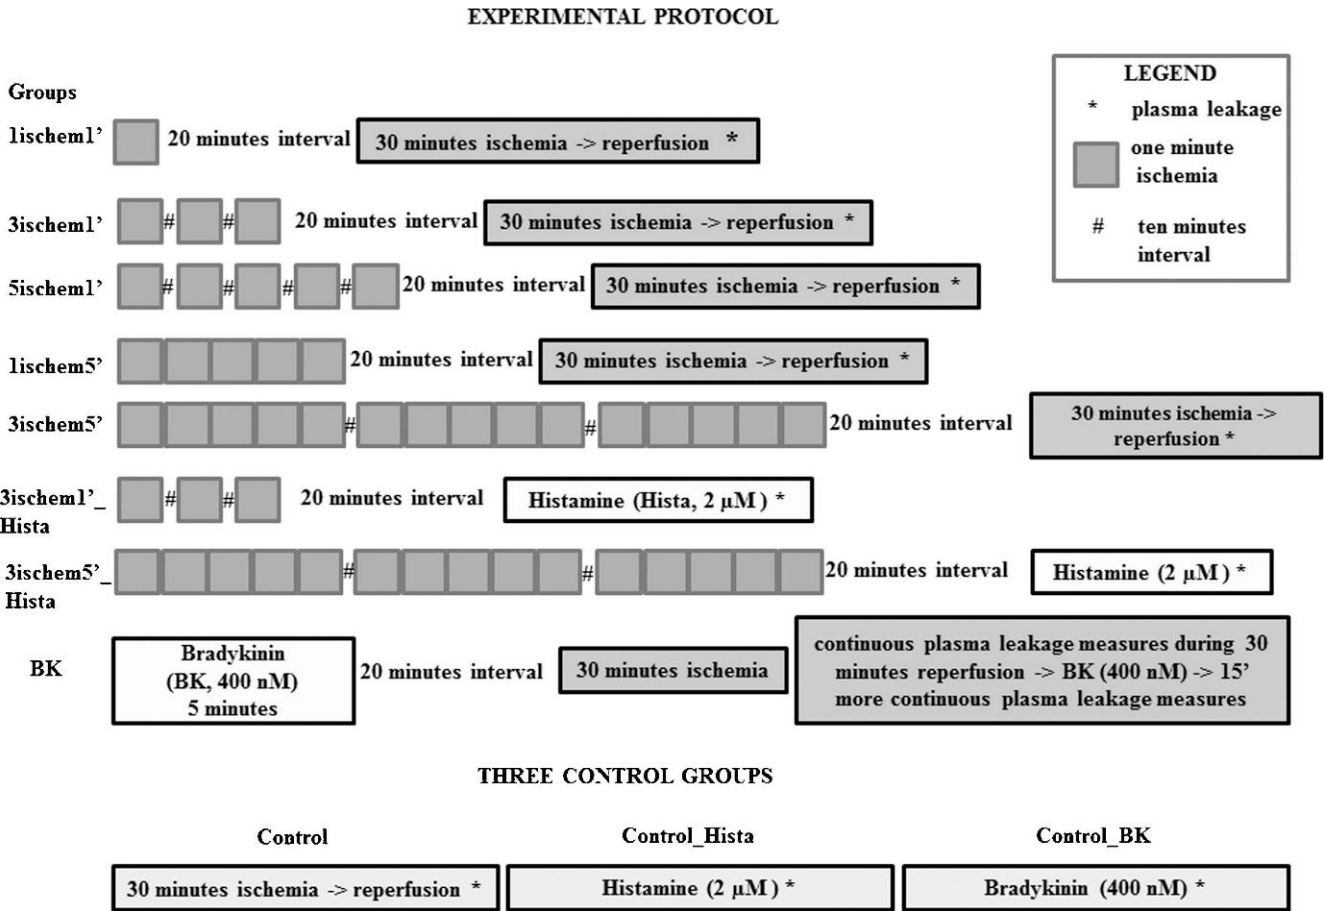 EXPERIMENTAL PROTOCOL
LEGEND
* plasma leakage
one minute
ischemia
# ten minutes
interval
Groups
1ischem1’ 20 minutes interval 30 minutes ischemia -> reperfusion *
3ischem1’ # # 20 minutes interval 30 minutes ischemia -> reperfusion *
5ischem1’ # # # # 20 minutes interval 30 minutes ischemia -> reperfusion *
1ischem5’ 20 minutes interval 30 minutes ischemia -> reperfusion *
3ischem5’ # # 20 minutes interval 30 minutes ischemia ->
reperfusion *
3ischem1’_
Hista
# # 20 minutes interval Histamine (Hista, 2 µM) *
3ischem5’_
Hista
# # 20 minutes interval Histamine (2 µM) *
BK
Bradykinin
(BK, 400 nM)
5 minutes
20 minutes interval
30 minutes ischemia
continuous plasma leakage measures during 30
minutes reperfusion -> BK (400 nM) -> 15’
more continuous plasma leakage measures
THREE CONTROL GROUPS
Control Control_Hista Control_BK
30 minutes ischemia -> reperfusion * Histamine (2 µM) * Bradykinin (400 nM) *